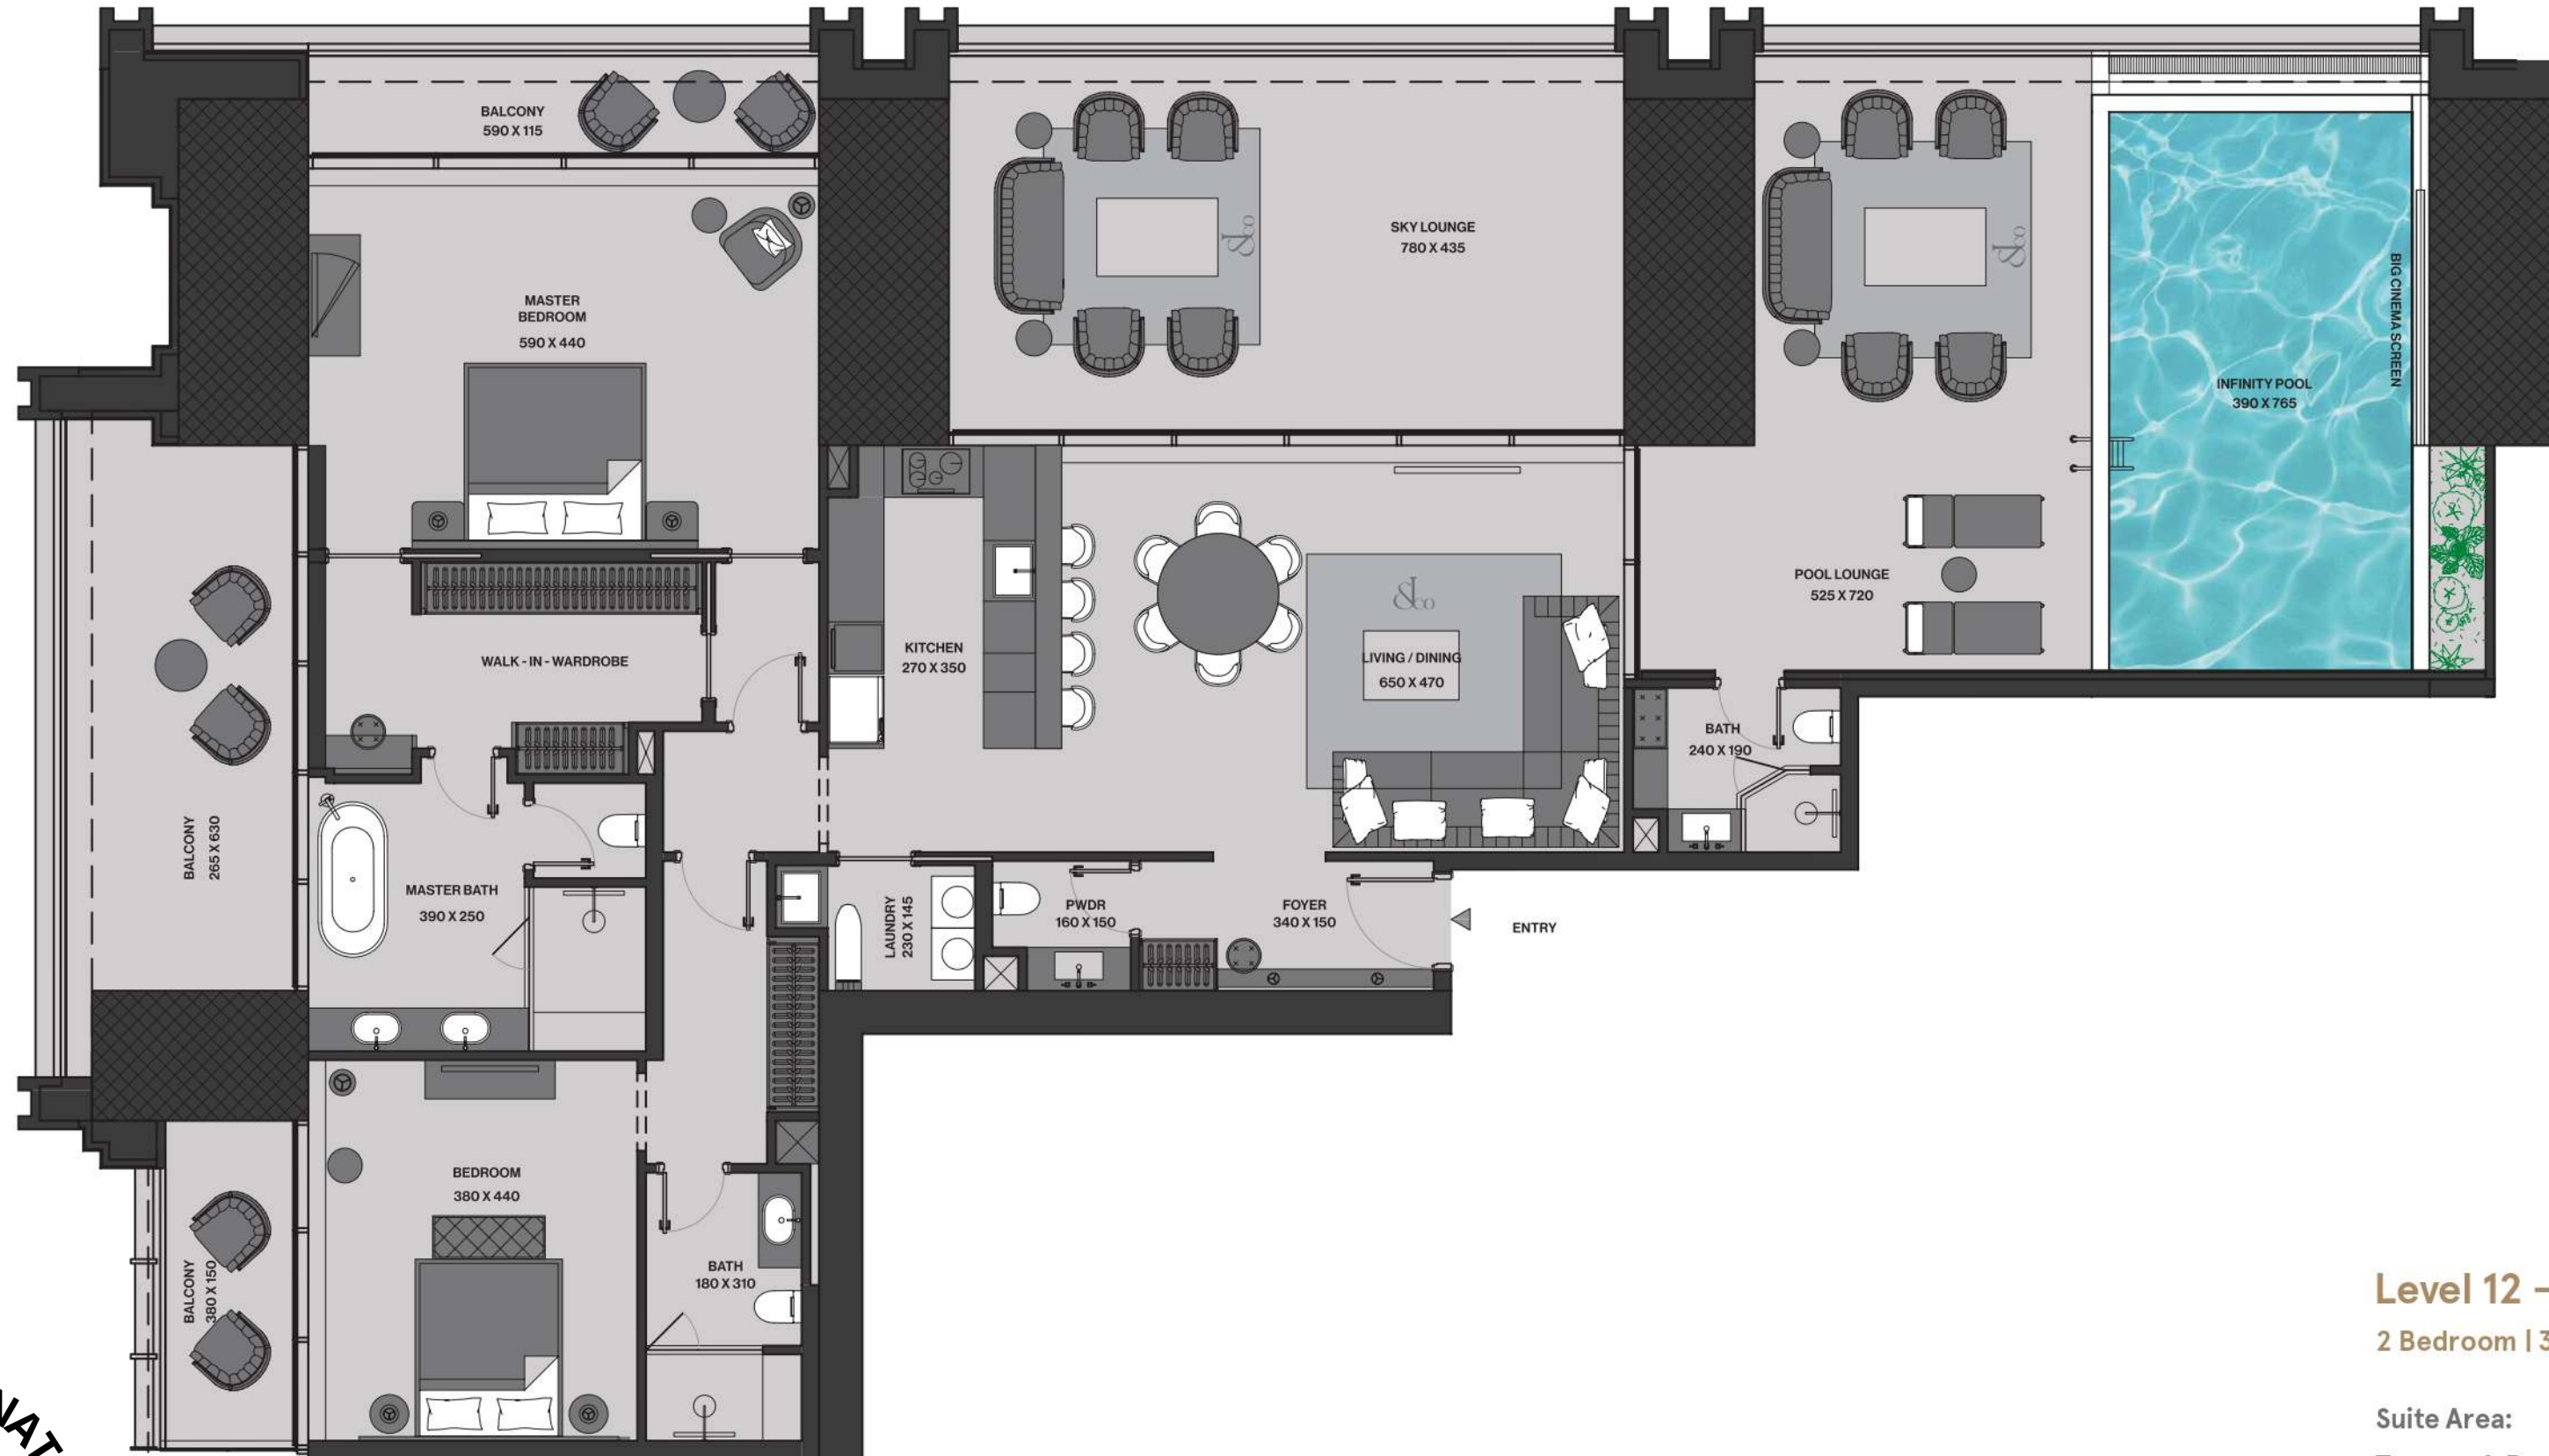 BALCONY
590 X 115
MASTER
BEDROOM
590 X 440
SKY LOUNGE
780 X 435
&co
&co
BIG CINEMA SCREEN
INFINITY POOL
390 X 765
POOL LOUNGE
525 X 720
WALK - IN - WARDROBE
KITCHEN
270 X 350
&co
LIVING / DINING
650 X 470
BATH
240 X 190
BALCONY
265 X 630
MASTER BATH
390 X 250
LAUNDRY
230 X 145
PWDR
160 X 150
FOYER
340 X 150
ENTRY
BEDROOM
380 X 440
BATH
180 X 310
BALCONY
380 X 150
Level 12 -
2 Bedroom | 3
Suite Area: